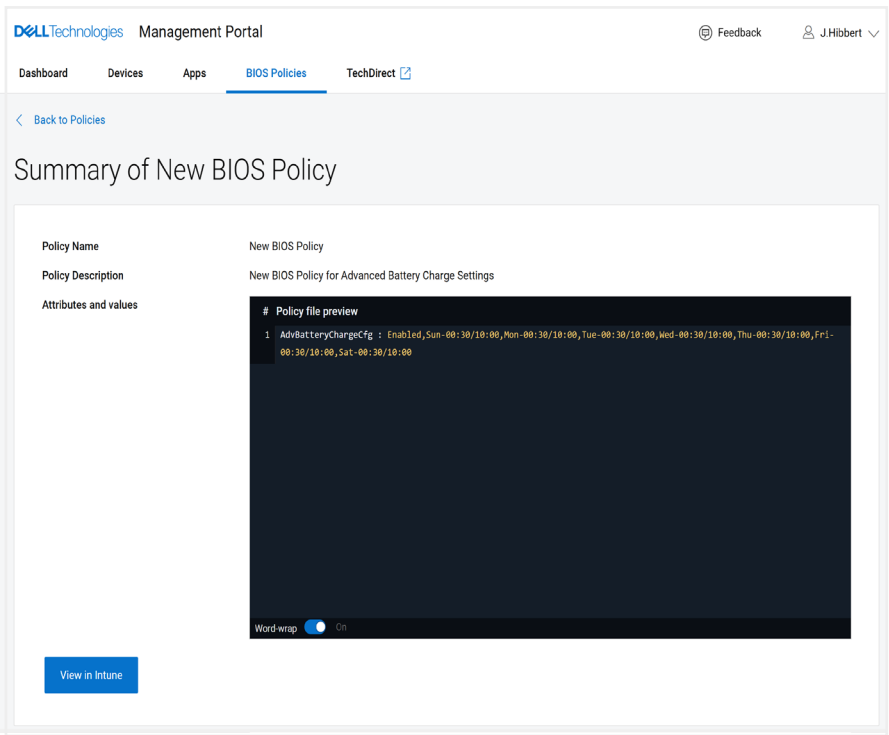 DELLTechnologies Management Portal
Feedback
J.Hibbert
Dashboard Devices Apps BIOS Policies TechDirect
Back to Policies
Summary of New BIOS Policy
Policy Name New BIOS Policy
Policy Description New BIOS Policy for Advanced Battery Charge Settings
Attributes and values
# Policy file preview
1 AdvBatteryChargeCfg : Enabled,Sun-00:30/10:00,Mon-00:30/10:00,Tue-00:30/10:00,Wed-00:30/10:00,Thu-00:30/10:00,Fri-
00:30/10:00,Sat-00:30/10:00
Word-wrap On
View in Intune